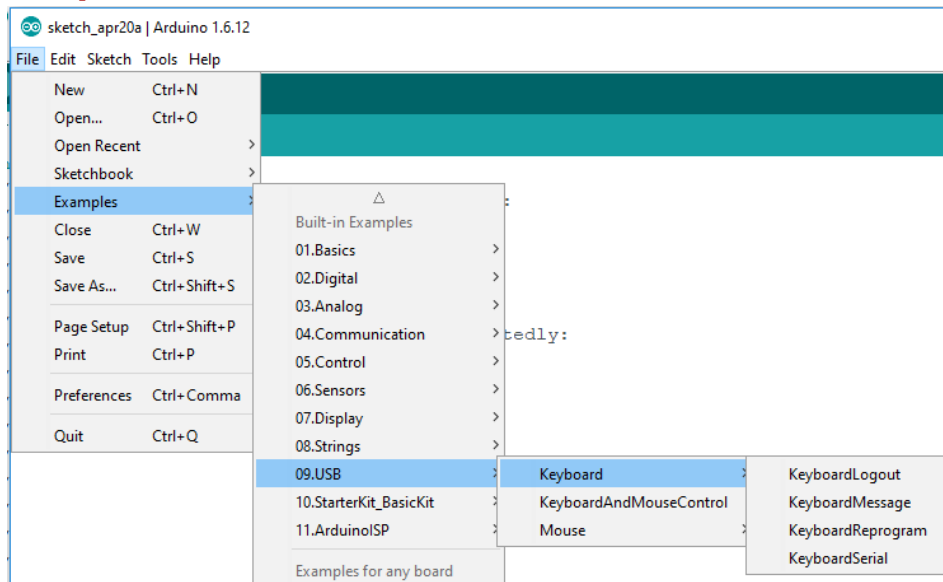 sketch_apr20a | Arduino 1.6.12
File Edit Sketch Tools Help
New Ctrl+N
Open... Ctrl+O
Open Recent
Sketchbook
Examples
Close Ctrl+W
Save Ctrl+S
Save As... Ctrl+Shift+S
Page Setup Ctrl+Shift+P
Print Ctrl+P
Preferences Ctrl+Comma
Quit Ctrl+Q
Built-in Examples
01.Basics
02.Digital
03.Analog
04.Communication
05.Control
06.Sensors
07.Display
08.Strings
09.USB
10.StarterKit_BasicKit
11.ArduinoISP
Examples for any board
:
tedly:
Keyboard
KeyboardAndMouseControl
Mouse
KeyboardLogout
KeyboardMessage
KeyboardReprogram
KeyboardSerial